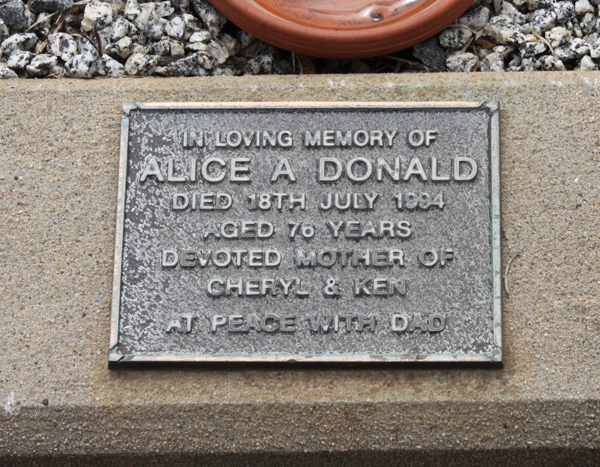 IN LOVING MEMORY OF
ALICE A DONALD
DIED 18TH JULY 1994
AGED 76 YEARS
DEVOTED MOTHER OF
CHERYL & KEN
AT PEACE WITH DAD